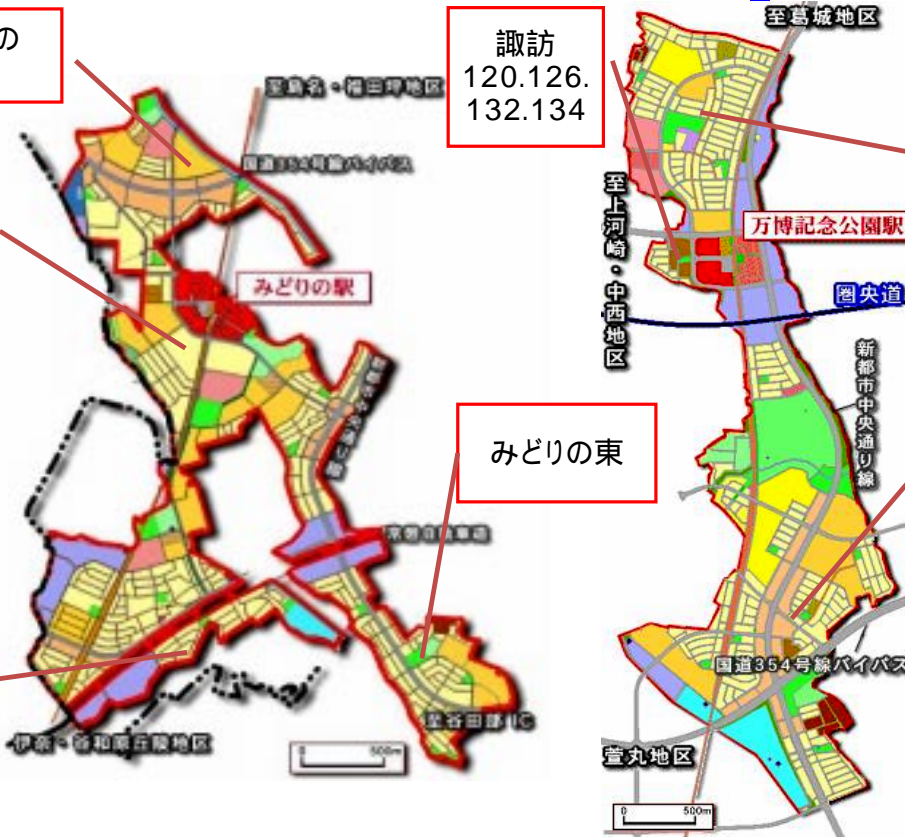 の
至島名・福田坪地区
国道354号線バイパス
みどりの駅
みどりの東
常磐自動車道
至谷田部IC
伊奈・谷和原丘陵地区
0 500m
諏訪
120.126.
132.134
至葛城地区
至上河崎・中西地区
万博記念公園駅
圏央道
新都市中央通り線
国道354号線バイパス
萱丸地区
0 500m